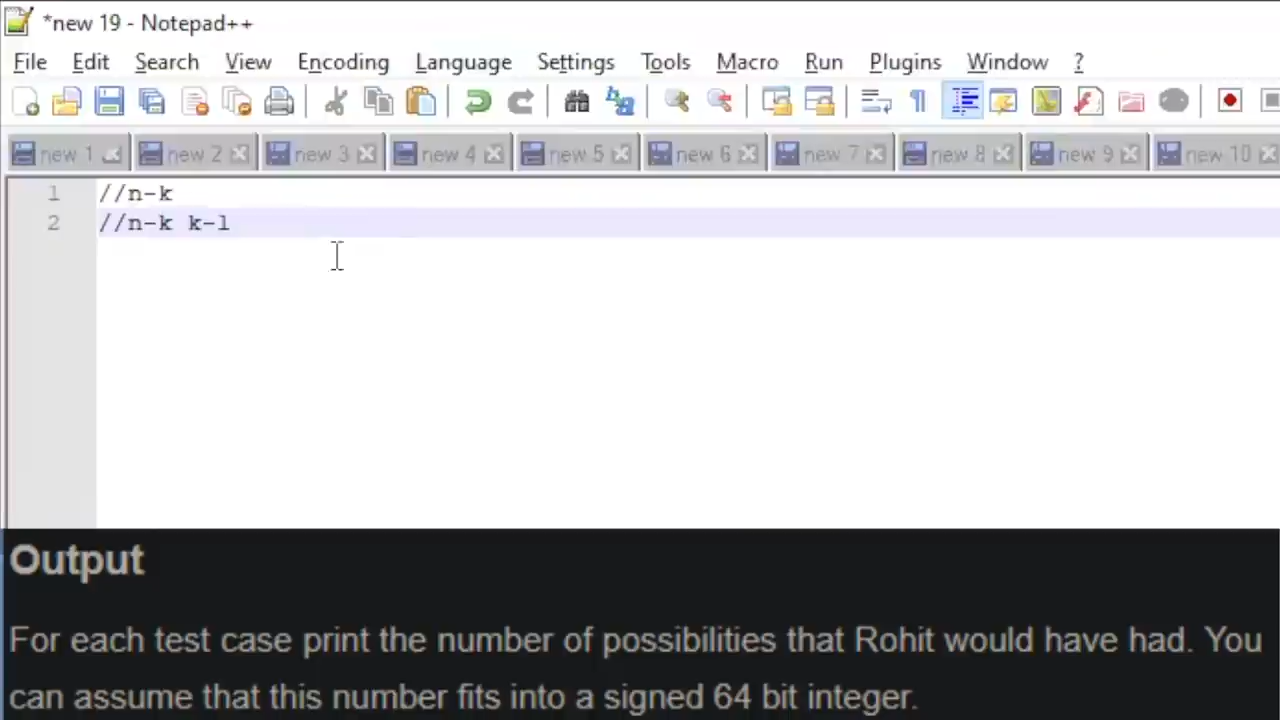 *new 19 - Notepad++
File Edit Search View Encoding Language Settings Tools Macro Run Plugins Window ?
new 1 new 2 new 3 new 4 new 5 new 6 new 7 new 8 new 9 new 10
1 //n-k
2 //n-k k-1
Output
For each test case print the number of possibilities that Rohit would have had. You
can assume that this number fits into a signed 64 bit integer.